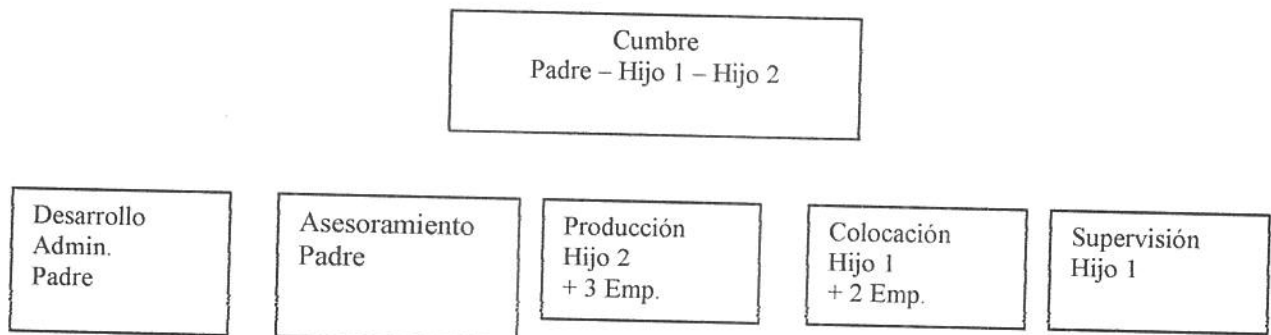 Cumbre
Padre – Hijo 1 – Hijo 2
Desarrollo
Admin.
Padre
Asesoramiento
Padre
Producción
Hijo 2
+ 3 Emp.
Colocación
Hijo 1
+ 2 Emp.
Supervisión
Hijo 1